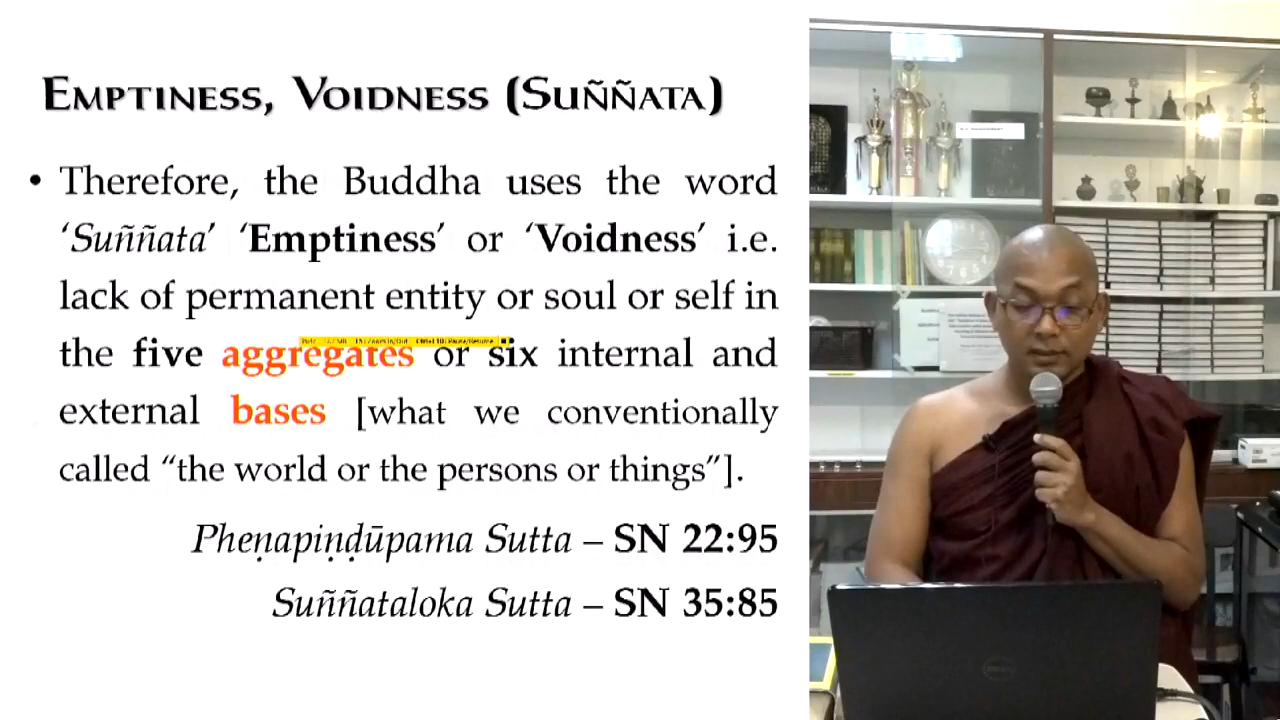 Emptiness, Voidness (Suññata)
• Therefore, the Buddha uses the word
‘Suññata’ ‘Emptiness’ or ‘Voidness’ i.e.
lack of permanent entity or soul or self in
the five aggregates or six internal and
external bases [what we conventionally
called “the world or the persons or things”].
Pheṇapiṇḍūpama Sutta – SN 22:95
Suññataloka Sutta – SN 35:85